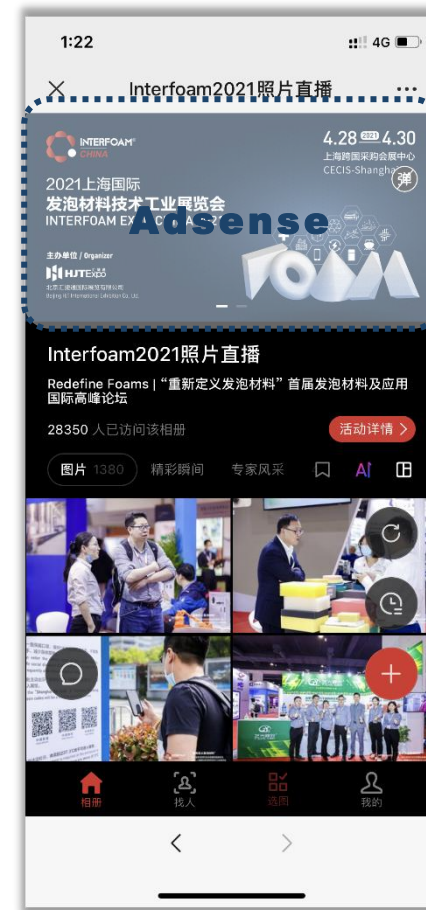 1:22
4G
Interfoam2021照片直播
INTERFOAM
CHINA
4.28 2021 4.30
上海跨国采购会展中心
CECIS-Shangha
弹
2021上海国际
发泡材料技术工业展览会
INTERFOAM EX
Adsense
主办单位 / Organizer
HJTExpo
FOAM
Interfoam2021照片直播
Redefine Foams | “重新定义发泡材料” 首届发泡材料及应用
国际高峰论坛
28350 人已访问该相册
活动详情
图片 1380
精彩瞬间
专家风采
AI
相册
找人
选图
我的